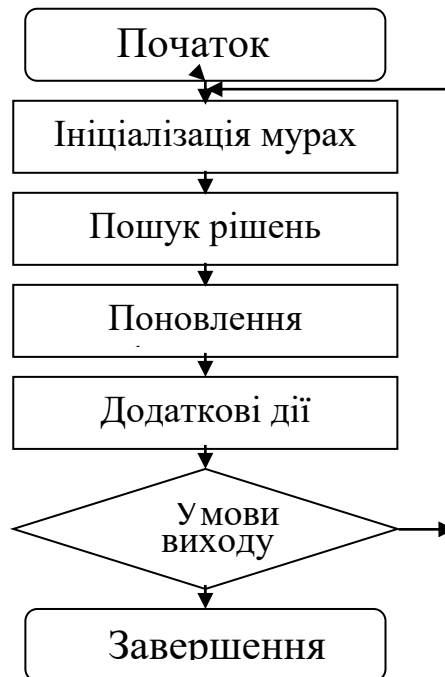 Початок
Ініціалізація мурах
Пошук рішень
Поновлення
Додаткові дії
Умови
виходу
Завершення